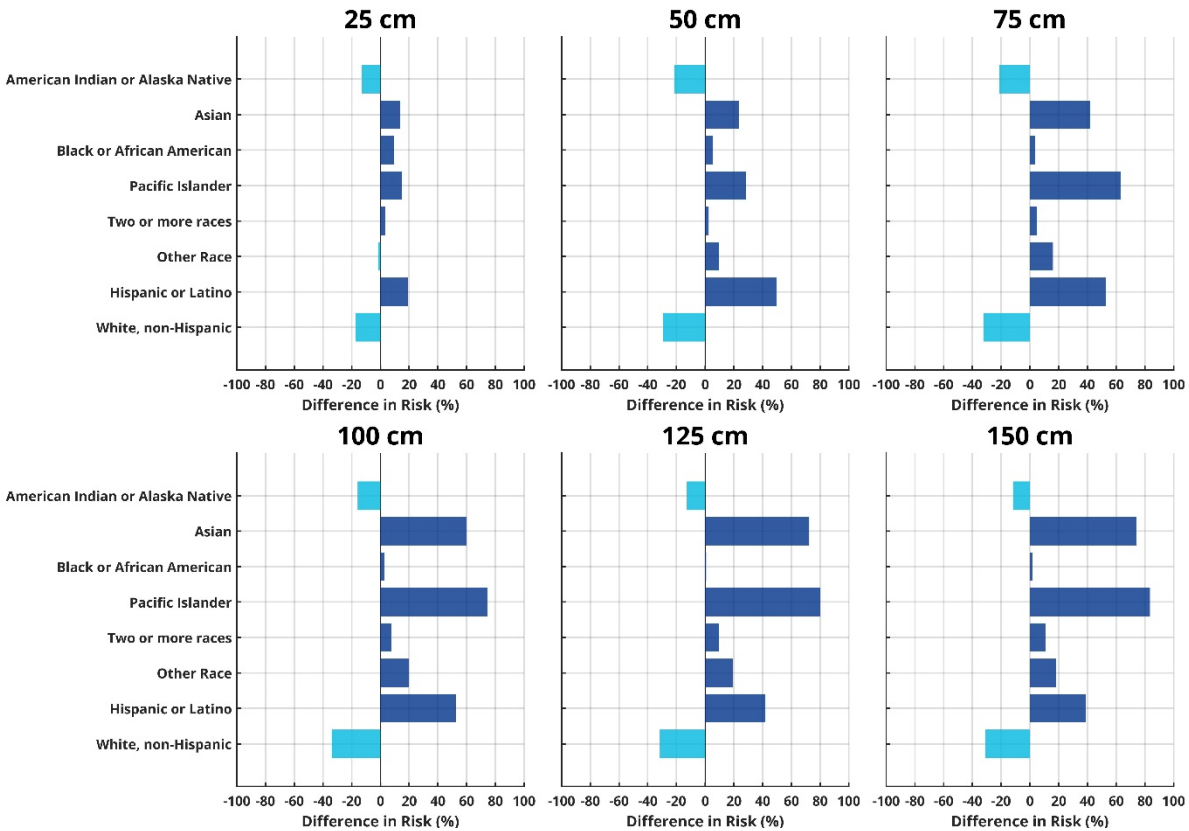 25 cm 50 cm 75 cm
American Indian or Alaska Native
Asian
Black or African American
Pacific Islander
Two or more races
Other Race
Hispanic or Latino
White, non-Hispanic
-100 -80 -60 -40 -20 0 20 40 60 80 100 -100 -80 -60 -40 -20 0 20 40 60 80 100 -100 -80 -60 -40 -20 0 20 40 60 80 100
Difference in Risk (%) Difference in Risk (%) Difference in Risk (%)
100 cm 125 cm 150 cm
American Indian or Alaska Native
Asian
Black or African American
Pacific Islander
Two or more races
Other Race
Hispanic or Latino
White, non-Hispanic
-100 -80 -60 -40 -20 0 20 40 60 80 100 -100 -80 -60 -40 -20 0 20 40 60 80 100 -100 -80 -60 -40 -20 0 20 40 60 80 100
Difference in Risk (%) Difference in Risk (%) Difference in Risk (%)